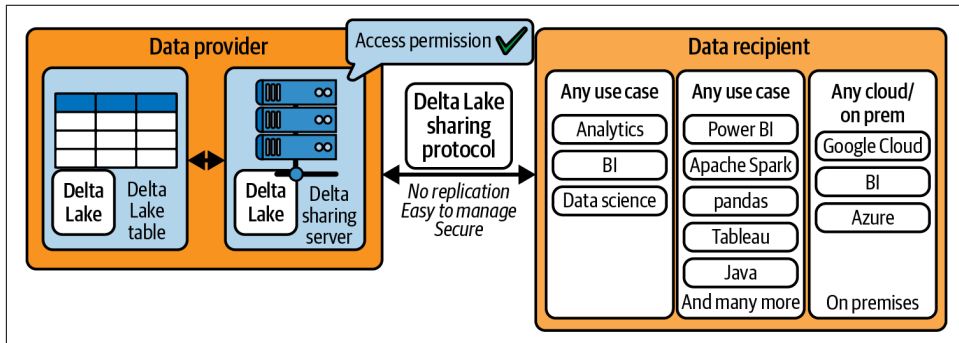 Data provider
Access permission
Delta
Lake
Delta
Lake
table
Delta
Lake
Delta
sharing
server
Delta Lake
sharing
protocol
No replication
Easy to manage
Secure
Data recipient
Any use case
Analytics
BI
Data science
Any use case
Power BI
Apache Spark
pandas
Tableau
Java
And many more
Any cloud/
on prem
Google Cloud
BI
Azure
On premises